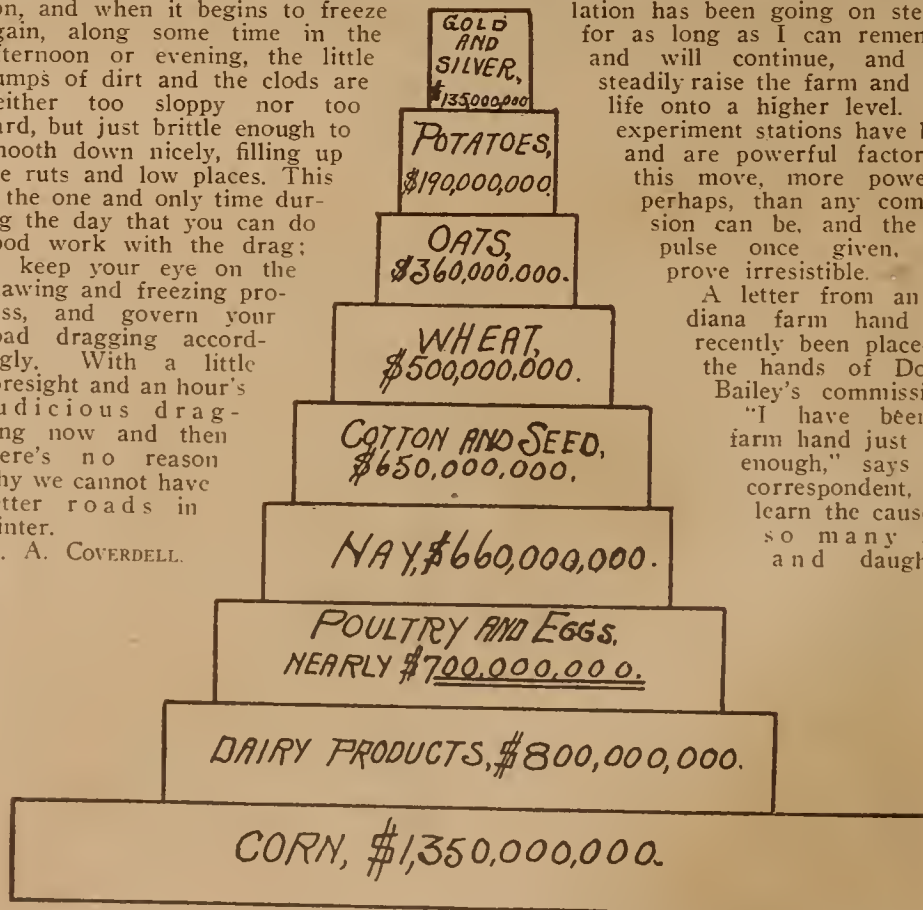 on, and when it begins to freeze
gain, along some time in the
fternoon or evening, the little
umps of dirt and the clods are
either too sloppy nor too
ard, but just brittle enough to
mooth down nicely, filling up
e ruts and low places. This
the one and only time dur-
g the day that you can do
ood work with the drag;
keep your eye on the
awing and freezing pro-
ss, and govern your
oad dragging accord-
gly. With a little
oresight and an hour's
udicious drag-
ng now and then
ere's no reason
hy we cannot have
etter roads in
inter.
. A. COVERDELL.
GOLD
AND
SILVER,
$135,000,000
POTATOES,
$190,000,000
OATS,
$360,000,000.
WHEAT,
$500,000,000.
COTTON AND SEED,
$650,000,000.
HAY, $660,000,000.
POULTRY AND EGGS,
NEARLY $700,000,000.
DAIRY PRODUCTS, $800,000,000.
CORN, $1,350,000,000.
lation has been going on ste
for as long as I can remem
and will continue, and
steadily raise the farm and
life onto a higher level.
experiment stations have b
and are powerful factor
this move, more powe
perhaps, than any com
sion can be, and the
pulse once given,
prove irresistible.
A letter from an
diana farm hand
recently been place
the hands of Do
Bailey's commissi
"I have been
farm hand just
enough," says
correspondent,
learn the caus
so many
and daugh